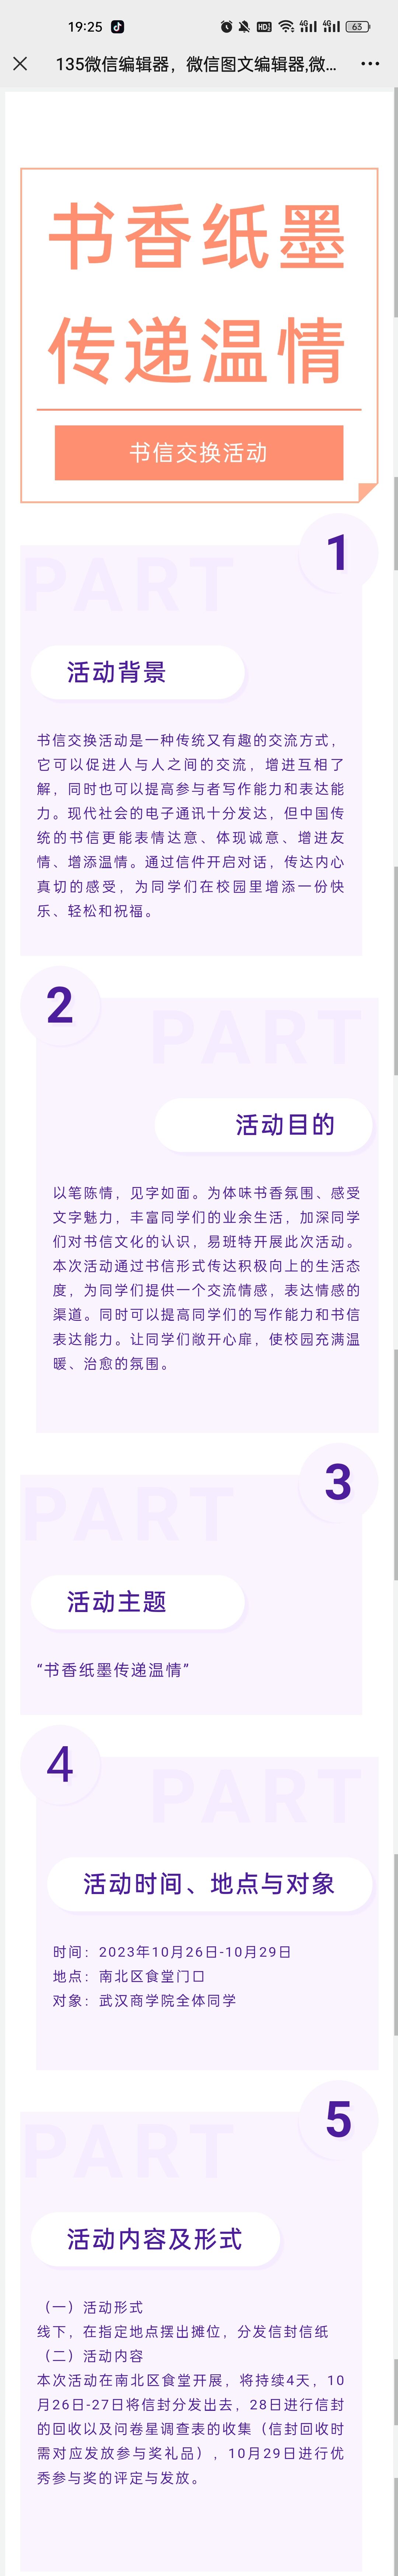 19:25
HD
4G
4G
63
135微信编辑器，微信图文编辑器,微...
书香纸墨
传递温情
书信交换活动
1
PART
活动背景
书信交换活动是一种传统又有趣的交流方式，
它可以促进人与人之间的交流，增进互相了
解，同时也可以提高参与者写作能力和表达能
力。现代社会的电子通讯十分发达，但中国传
统的书信更能表情达意、体现诚意、增进友
情、增添温情。通过信件开启对话，传达内心
真切的感受，为同学们在校园里增添一份快
乐、轻松和祝福。
2
PART
活动目的
以笔陈情，见字如面。为体味书香氛围、感受
文字魅力，丰富同学们的业余生活，加深同学
们对书信文化的认识，易班特开展此次活动。
本次活动通过书信形式传达积极向上的生活态
度，为同学们提供一个交流情感，表达情感的
渠道。同时可以提高同学们的写作能力和书信
表达能力。让同学们敞开心扉，使校园充满温
暖、治愈的氛围。
3
PART
活动主题
“书香纸墨传递温情”
4
PART
活动时间、地点与对象
时间：2023年10月26日-10月29日
地点：南北区食堂门口
对象：武汉商学院全体同学
5
PART
活动内容及形式
（一）活动形式
线下，在指定地点摆出摊位，分发信封信纸
（二）活动内容
本次活动在南北区食堂开展，将持续4天，10
月26日-27日将信封分发出去，28日进行信封
的回收以及问卷星调查表的收集（信封回收时
需对应发放参与奖礼品），10月29日进行优
秀参与奖的评定与发放。